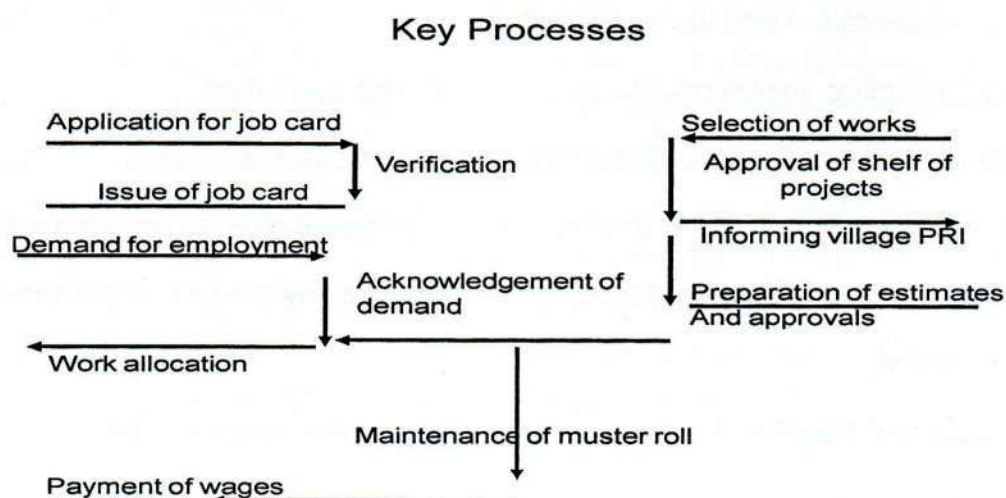 Key Processes
Application for job card
Verification
Issue of job card
Demand for employment
Acknowledgement of
demand
Work allocation
Selection of works
Approval of shelf of
projects
Informing village PRI
Preparation of estimates
And approvals
Maintenance of muster roll
Payment of wages